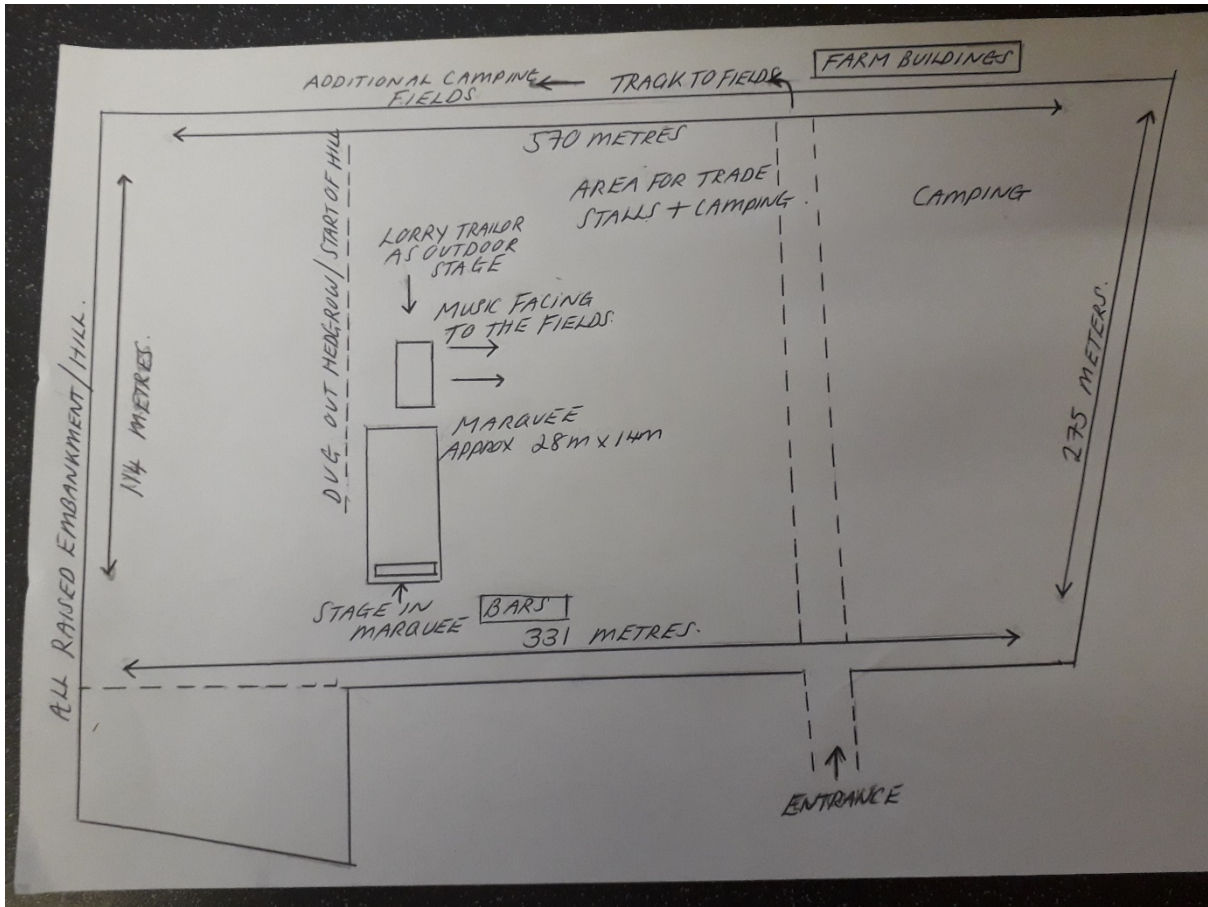 FARM BUILDINGS
ADDITIONAL CAMPING
FIELDS
TRACK TO FIELDS
570 METRES
AREA FOR TRADE
STALLS + CAMPING.
CAMPING
LORRY TRAILOR
AS OUTDOOR
STAGE
DUG OUT HEDGROW/START OF HILL
MUSIC FACING
TO THE FIELDS.
ALL RAISED EMBANKMENT/HILL.
METRES.
275 METERS.
MARQUEE
APPROX 28m x 14m
STAGE IN
MARQUEE
BARS
331 METRES.
ENTRANCE